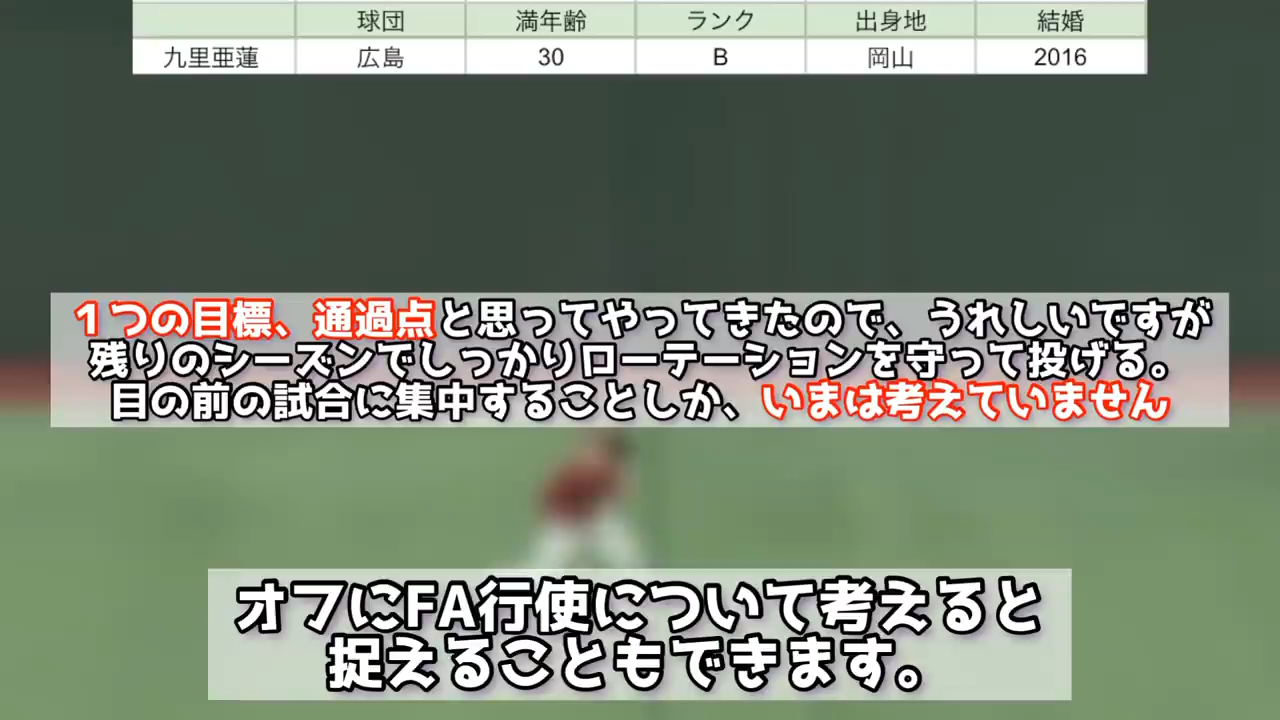 球団 満年齢 ランク 出身地 結婚
九里亜蓮 広島 30 B 岡山 2016
１つの目標、通過点と思ってやってきたので、うれしいですが
残りのシーズンでしっかりローテーションを守って投げる。
目の前の試合に集中することしか、いまは考えていません
オフにFA行使について考えると
捉えることもできます。